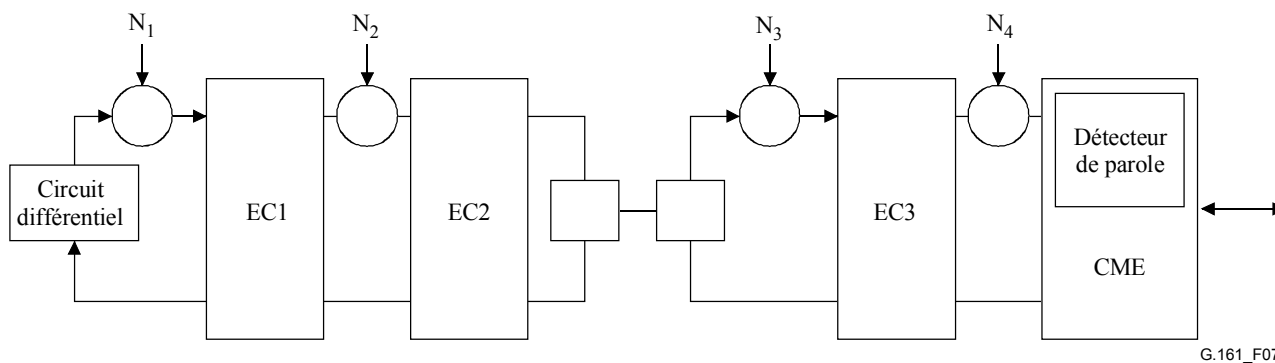 N1
N2
N3
N4
Circuit
différentiel
EC1
EC2
EC3
Détecteur
de parole
CME
G.161_F07